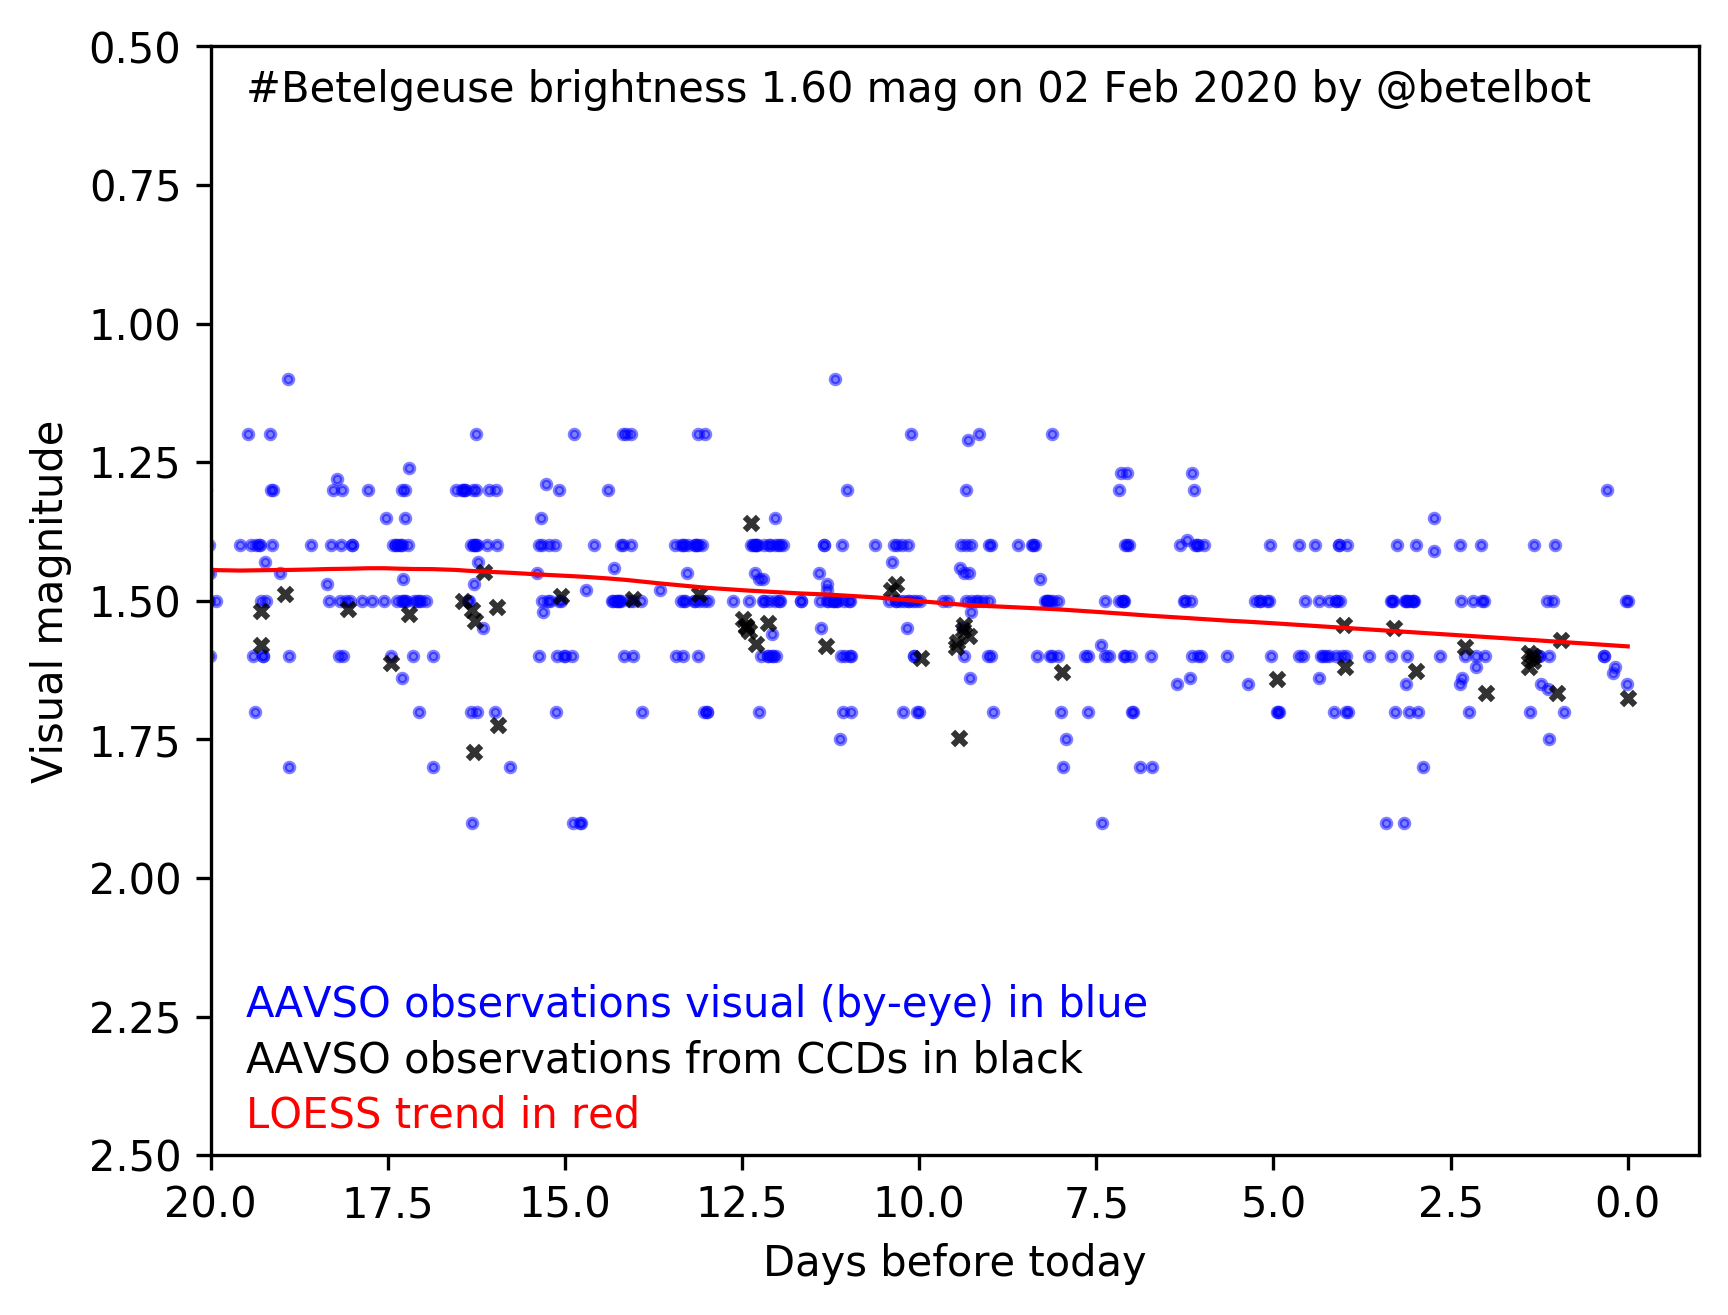 #Betelgeuse brightness 1.60 mag on 02 Feb 2020 by @betelbot
0.50
0.75
1.00
1.25
1.50
1.75
2.00
2.25
2.50
Visual magnitude
AAVSO observations visual (by-eye) in blue
AAVSO observations from CCDs in black
LOESS trend in red
20.0 17.5 15.0 12.5 10.0 7.5 5.0 2.5 0.0
Days before today